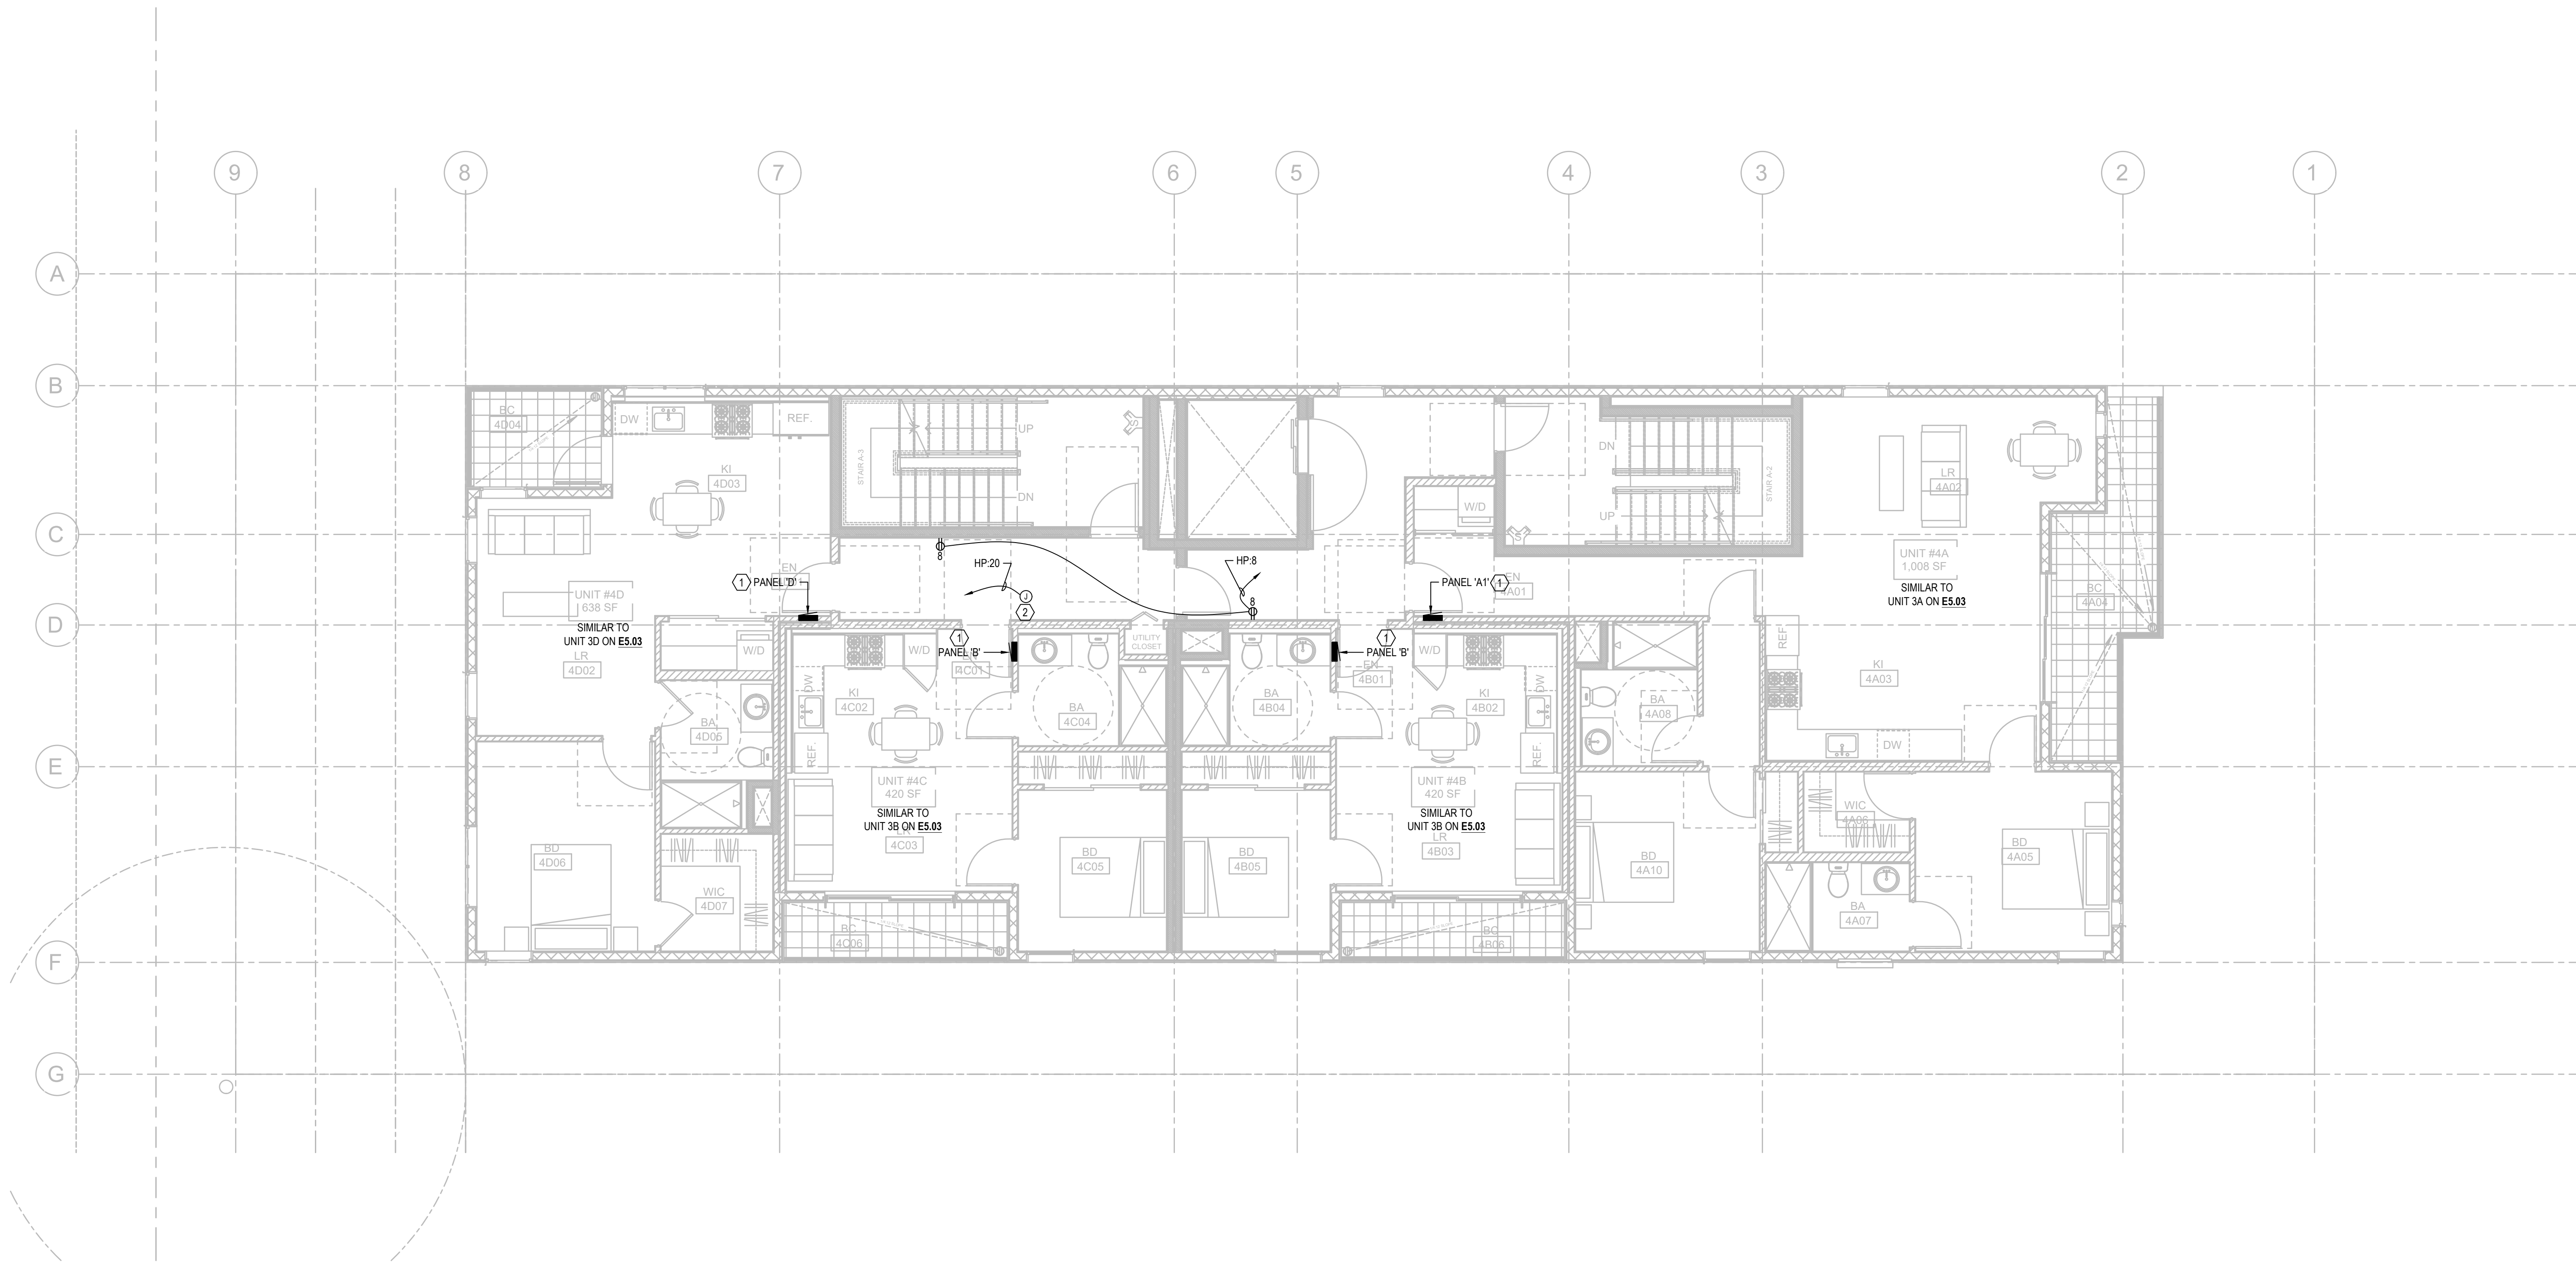 9
8
7
6
5
4
3
2
1
A
B
C
D
E
F
G
BC
4D04
DW
REF.
KI
4D03
STAIR A-3
UP
DN
S
DN
UP
STAIR A-2
S
W/D
LR
4A02
UNIT #4A
1,008 SF
SIMILAR TO
UNIT 3A ON E5.03
BC
4A04
EN
1
PANEL 'D'
8
HP:20
J
2
HP:8
8
PANEL 'A1'
1
EN
4A01
UNIT #4D
638 SF
SIMILAR TO
UNIT 3D ON E5.03
LR
4D02
W/D
W/D
1
PANEL 'B'
EN
4C01
UTILITY
CLOSET
1
PANEL 'B'
EN
4B01
W/D
REF.
KI
4A03
DW
KI
4C02
DW
KI
4B02
DW
BA
4C04
BA
4B04
BA
4A08
BA
4D05
REF.
REF.
DW
UNIT #4C
420 SF
SIMILAR TO
UNIT 3B ON E5.03
LR
4C03
UNIT #4B
420 SF
SIMILAR TO
UNIT 3B ON E5.03
LR
4B03
WIC
4A06
BD
4D06
BD
4C05
BD
4B05
BD
4A10
BD
4A05
WIC
4D07
BA
4A07
BC
4C06
BC
4B06